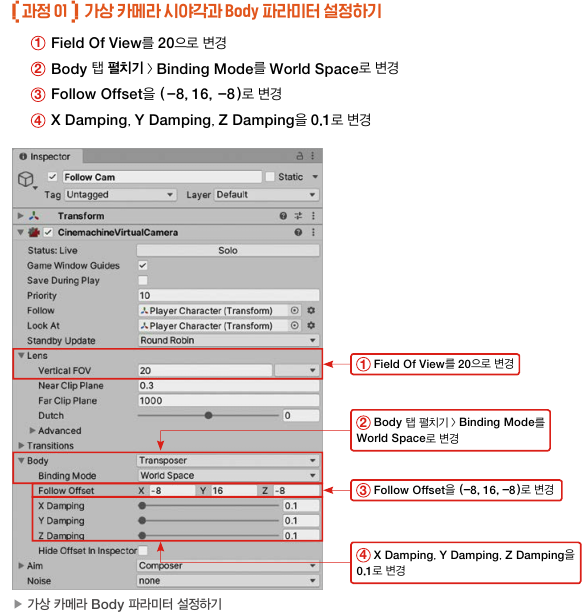 [과정 01] 가상 카메라 시야각과 Body 파라미터 설정하기
① Field Of View를 20으로 변경
② Body 탭 펼치기 > Binding Mode를 World Space로 변경
③ Follow Offset을 (-8, 16, -8)로 변경
④ X Damping, Y Damping, Z Damping을 0.1로 변경
Inspector
Follow Cam Static
Tag Untagged Layer Default
Transform
CinemachineVirtualCamera
Status: Live Solo
Game Window Guides
Save During Play
Priority 10
Follow Player Character (Transform)
Look At Player Character (Transform)
Standby Update Round Robin
Lens
Vertical FOV 20
① Field Of View를 20으로 변경
Near Clip Plane 0.3
Far Clip Plane 1000
Dutch 0
Advanced
Transitions
② Body 탭 펼치기 > Binding Mode를
World Space로 변경
Body Transposer
Binding Mode World Space
Follow Offset X -8 Y 16 Z -8
③ Follow Offset을 (-8, 16, -8)로 변경
X Damping 0.1
Y Damping 0.1
Z Damping 0.1
Hide Offset In Inspector
④ X Damping, Y Damping, Z Damping을
0.1로 변경
Aim Composer
Noise none
▶ 가상 카메라 Body 파라미터 설정하기